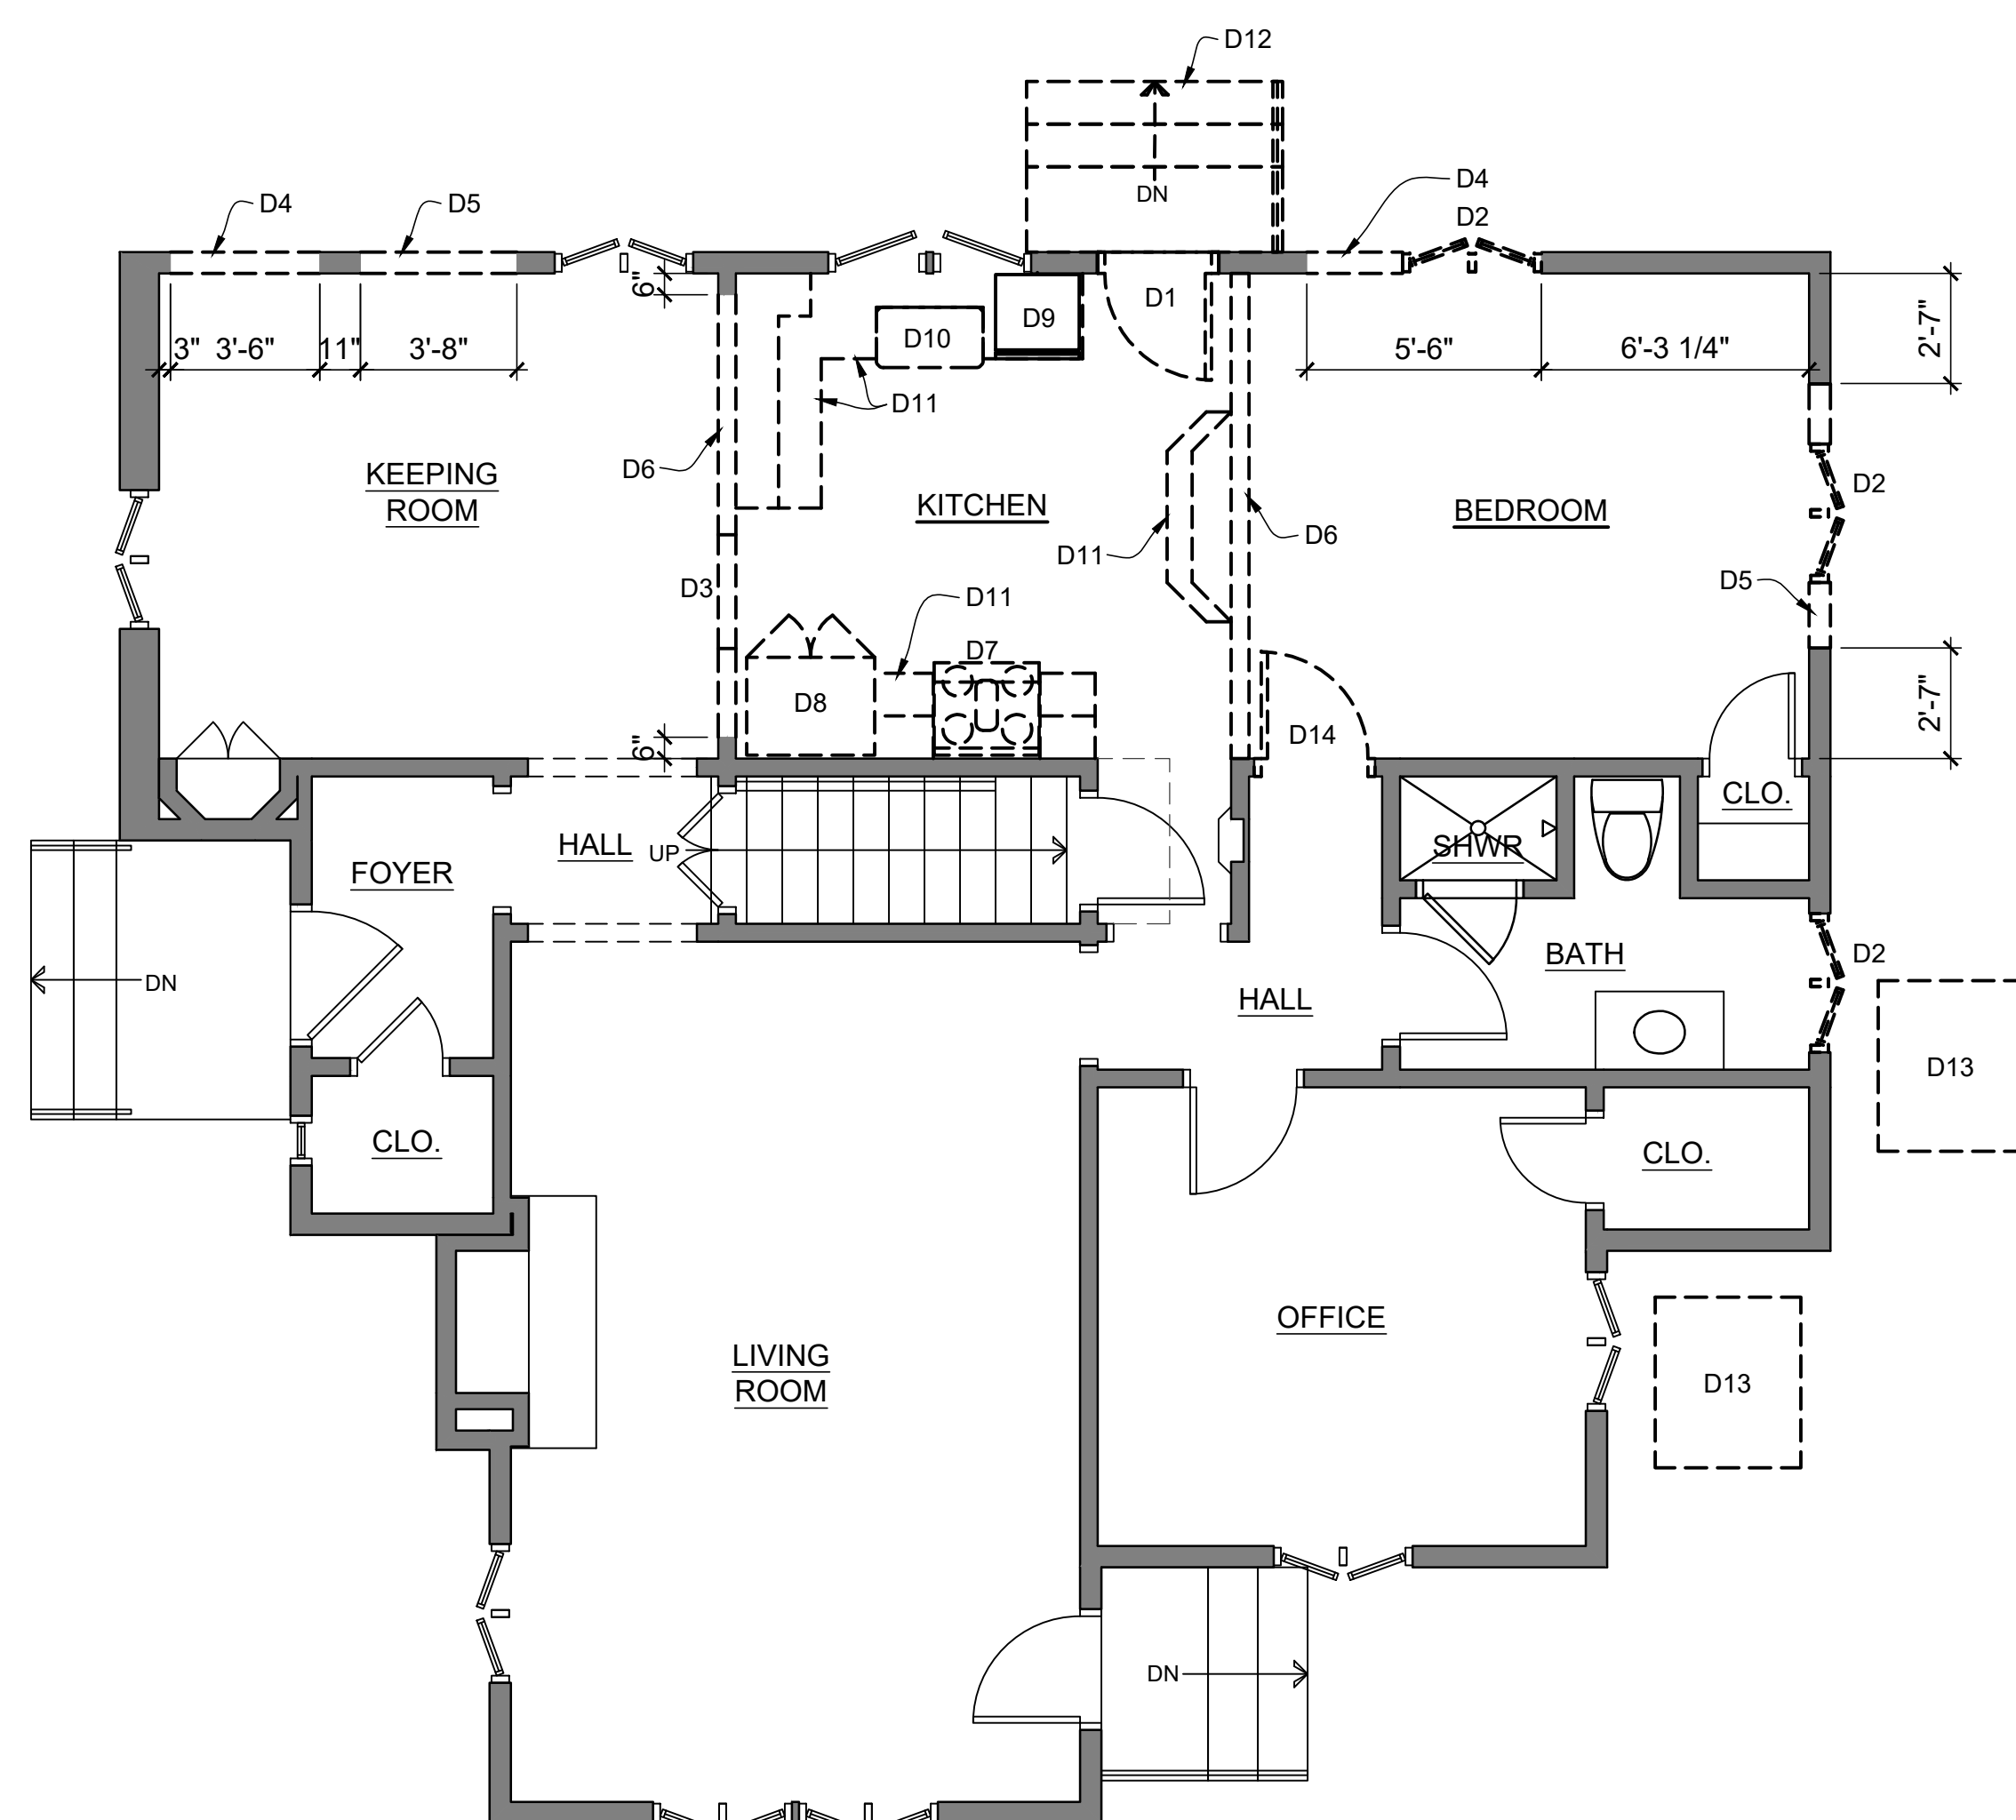 D12
D4
D5
DN
D4
D2
6"
D1
D9
D10
3" 3'-6" 11" 3'-8"
5'-6" 6'-3 1/4"
2'-7"
D11
D6
KEEPING
ROOM
KITCHEN
BEDROOM
D2
D11
D6
D3
D11
D5
D7
D8
6"
D14
2'-7"
CLO.
HALL
UP
SHWR
FOYER
BATH
D2
DN
HALL
D13
CLO.
CLO.
OFFICE
LIVING
ROOM
D13
DN